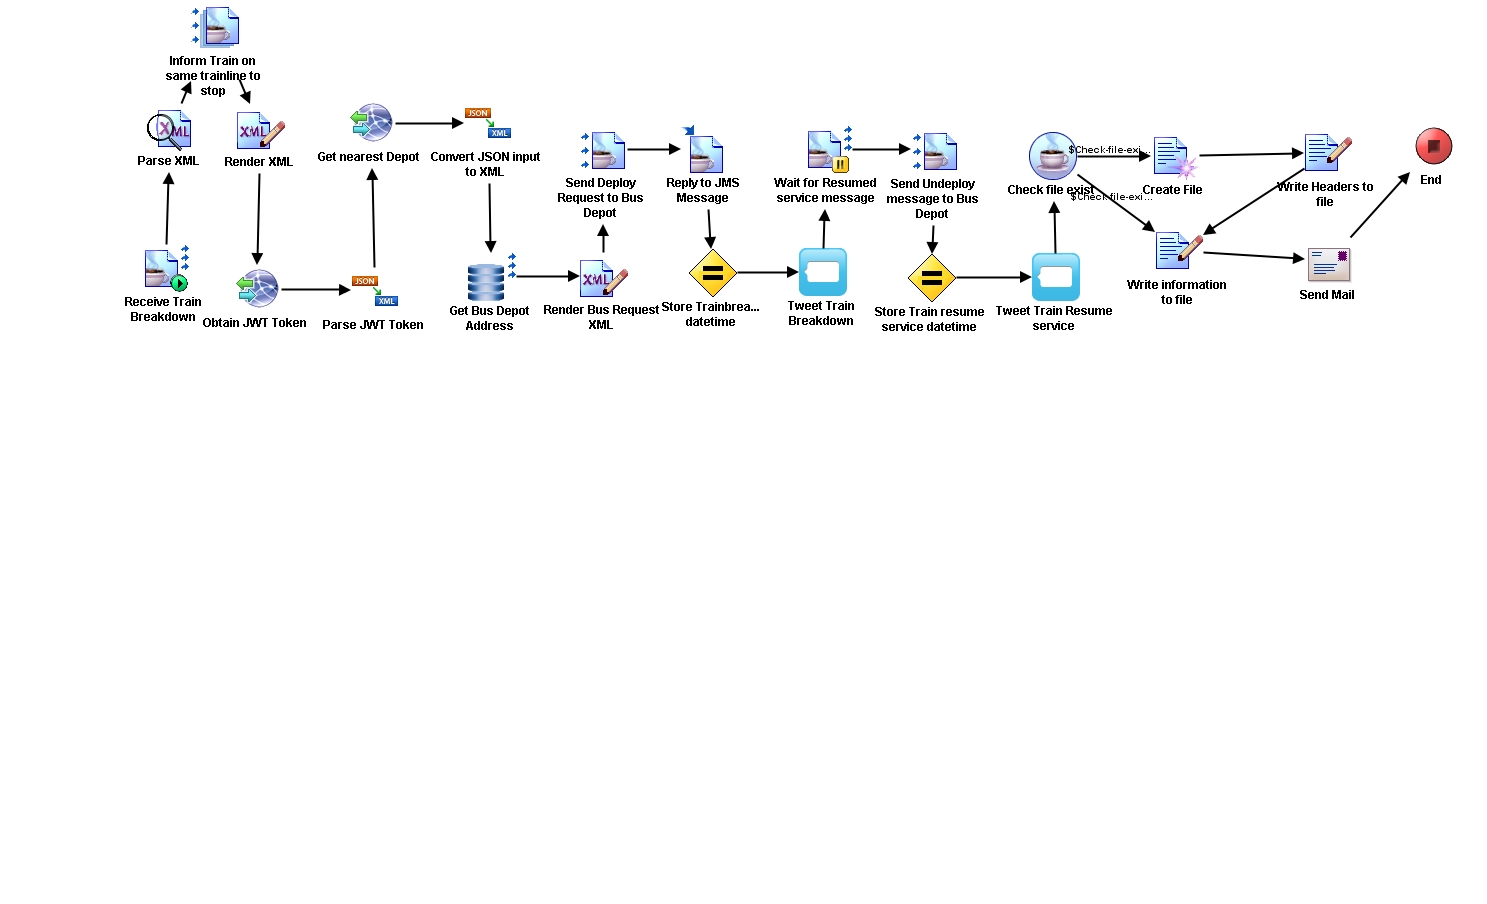 Inform Train on
same trainline to
stop
Parse XML
Render XML
Receive Train
Breakdown
Obtain JWT Token
JSON
XML
Parse JWT Token
Get nearest Depot
JSON
XML
Convert JSON input
to XML
Get Bus Depot
Address
XML
Render Bus Request
XML
Send Deploy
Request to Bus
Depot
Reply to JMS
Message
Store Trainbrea...
datetime
Tweet Train
Breakdown
Wait for Resumed
service message
Send Undeploy
message to Bus
Depot
Store Train resume
service datetime
Tweet Train Resume
service
Check file exist
$Check-file-exi...
$Check-file-exi...
Create File
Write Headers to
file
Write information
to file
Send Mail
End